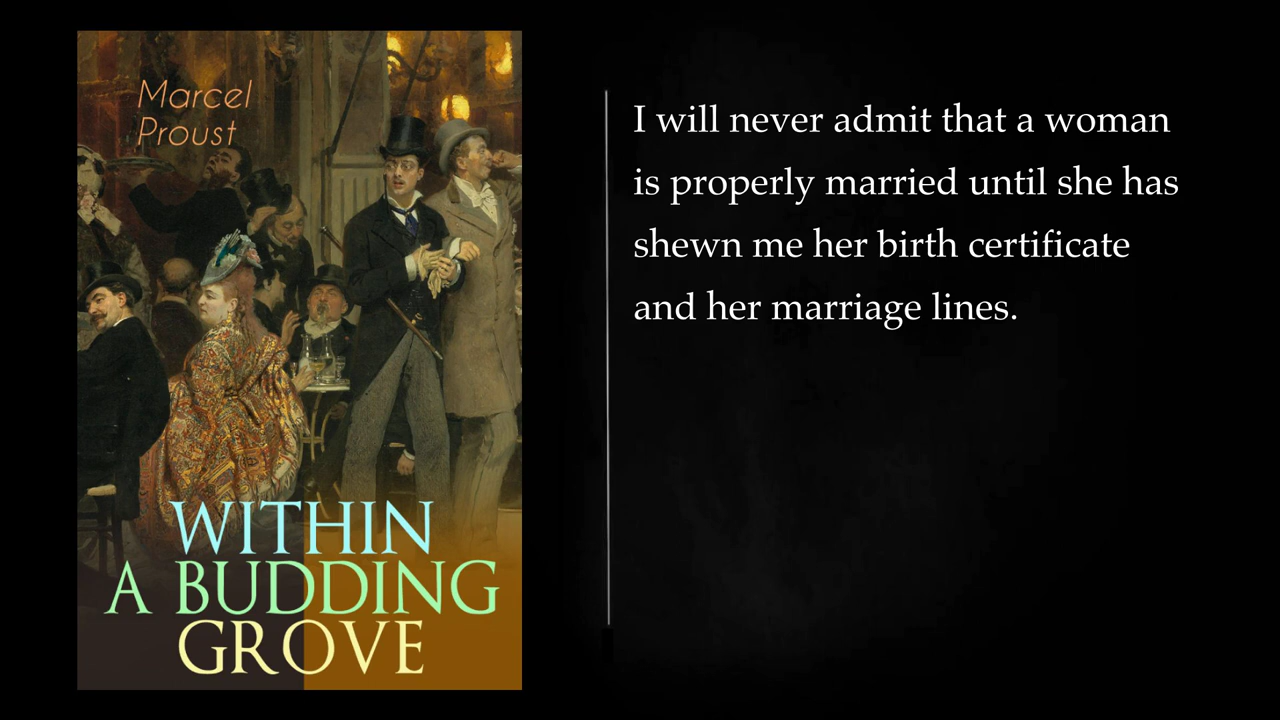 Marcel
Proust
WITHIN
A BUDDING
GROVE
I will never admit that a woman
is properly married until she has
shewn me her birth certificate
and her marriage lines.